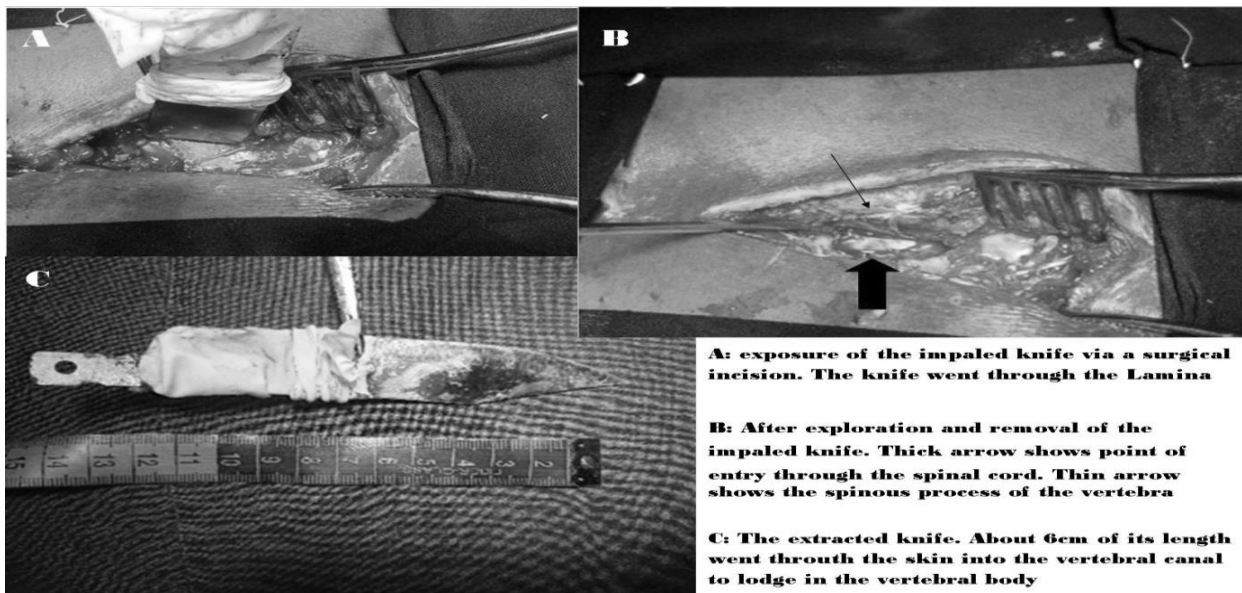 A
B
C
15 14 13 12 11 10 9 8 7 6 5 4 3 2
A: exposure of the impaled knife via a surgical
incision. The knife went through the Lamina
B: After exploration and removal of the
impaled knife. Thick arrow shows point of
entry through the spinal cord. Thin arrow
shows the spinous process of the vertebra
C: The extracted knife. About 6cm of its length
went throuth the skin into the vertebral canal
to lodge in the vertebral body